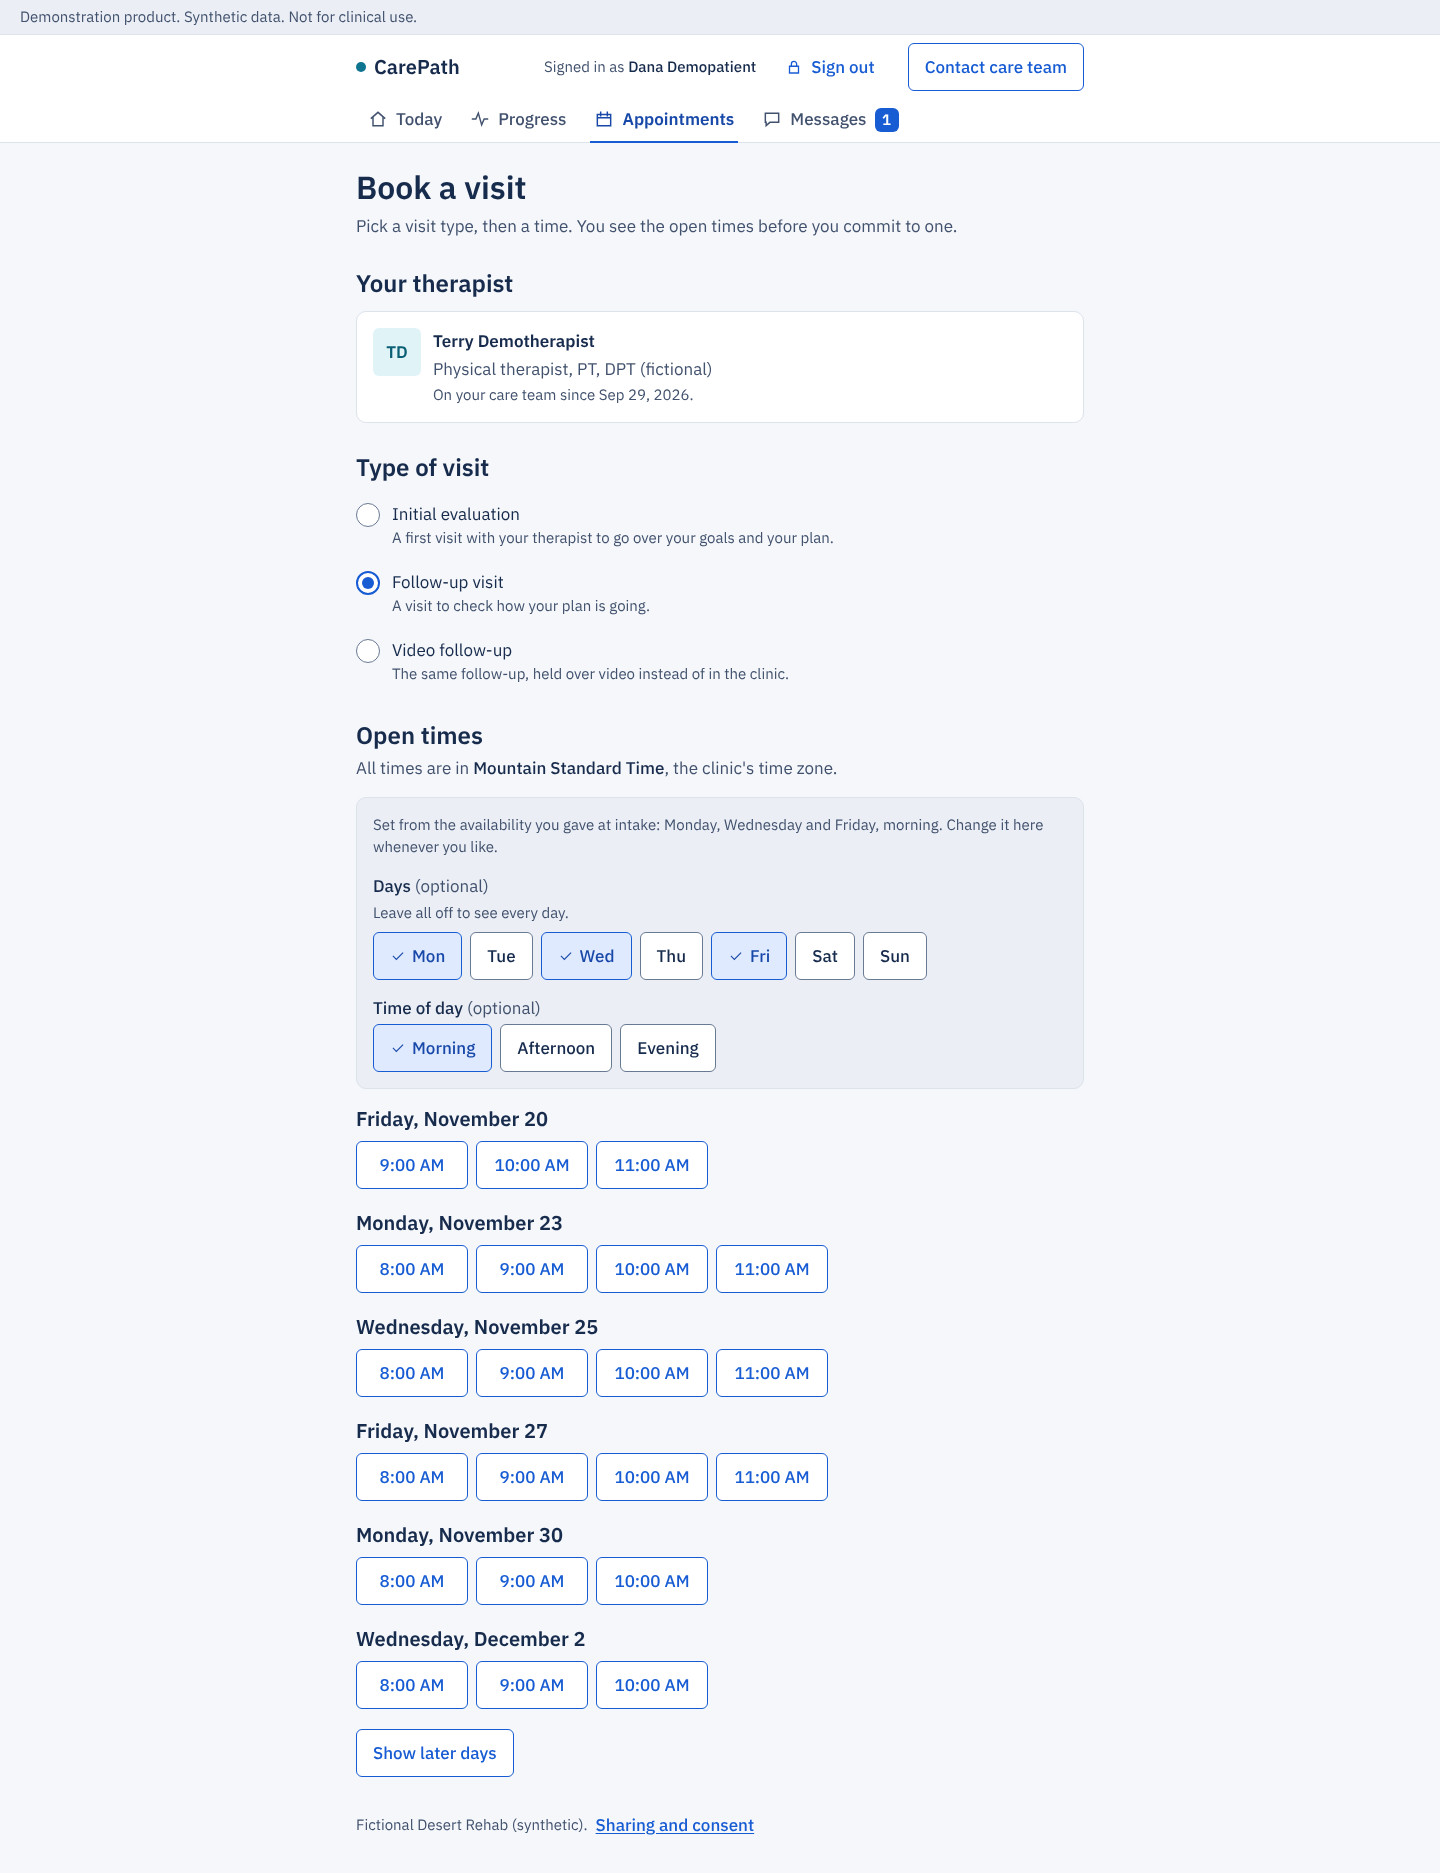 Demonstration product. Synthetic data. Not for clinical use.
CarePath
Signed in as Dana Demopatient
Sign out
Contact care team
Today
Progress
Appointments
Messages 1
Book a visit
Pick a visit type, then a time. You see the open times before you commit to one.
Your therapist
TD
Terry Demotherapist
Physical therapist, PT, DPT (fictional)
On your care team since Sep 29, 2026.
Type of visit
Initial evaluation
A first visit with your therapist to go over your goals and your plan.
Follow-up visit
A visit to check how your plan is going.
Video follow-up
The same follow-up, held over video instead of in the clinic.
Open times
All times are in Mountain Standard Time, the clinic's time zone.
Set from the availability you gave at intake: Monday, Wednesday and Friday, morning. Change it here
whenever you like.
Days (optional)
Leave all off to see every day.
Mon Tue Wed Thu Fri Sat Sun
Time of day (optional)
Morning Afternoon Evening
Friday, November 20
9:00 AM 10:00 AM 11:00 AM
Monday, November 23
8:00 AM 9:00 AM 10:00 AM 11:00 AM
Wednesday, November 25
8:00 AM 9:00 AM 10:00 AM 11:00 AM
Friday, November 27
8:00 AM 9:00 AM 10:00 AM 11:00 AM
Monday, November 30
8:00 AM 9:00 AM 10:00 AM
Wednesday, December 2
8:00 AM 9:00 AM 10:00 AM
Show later days
Fictional Desert Rehab (synthetic). Sharing and consent